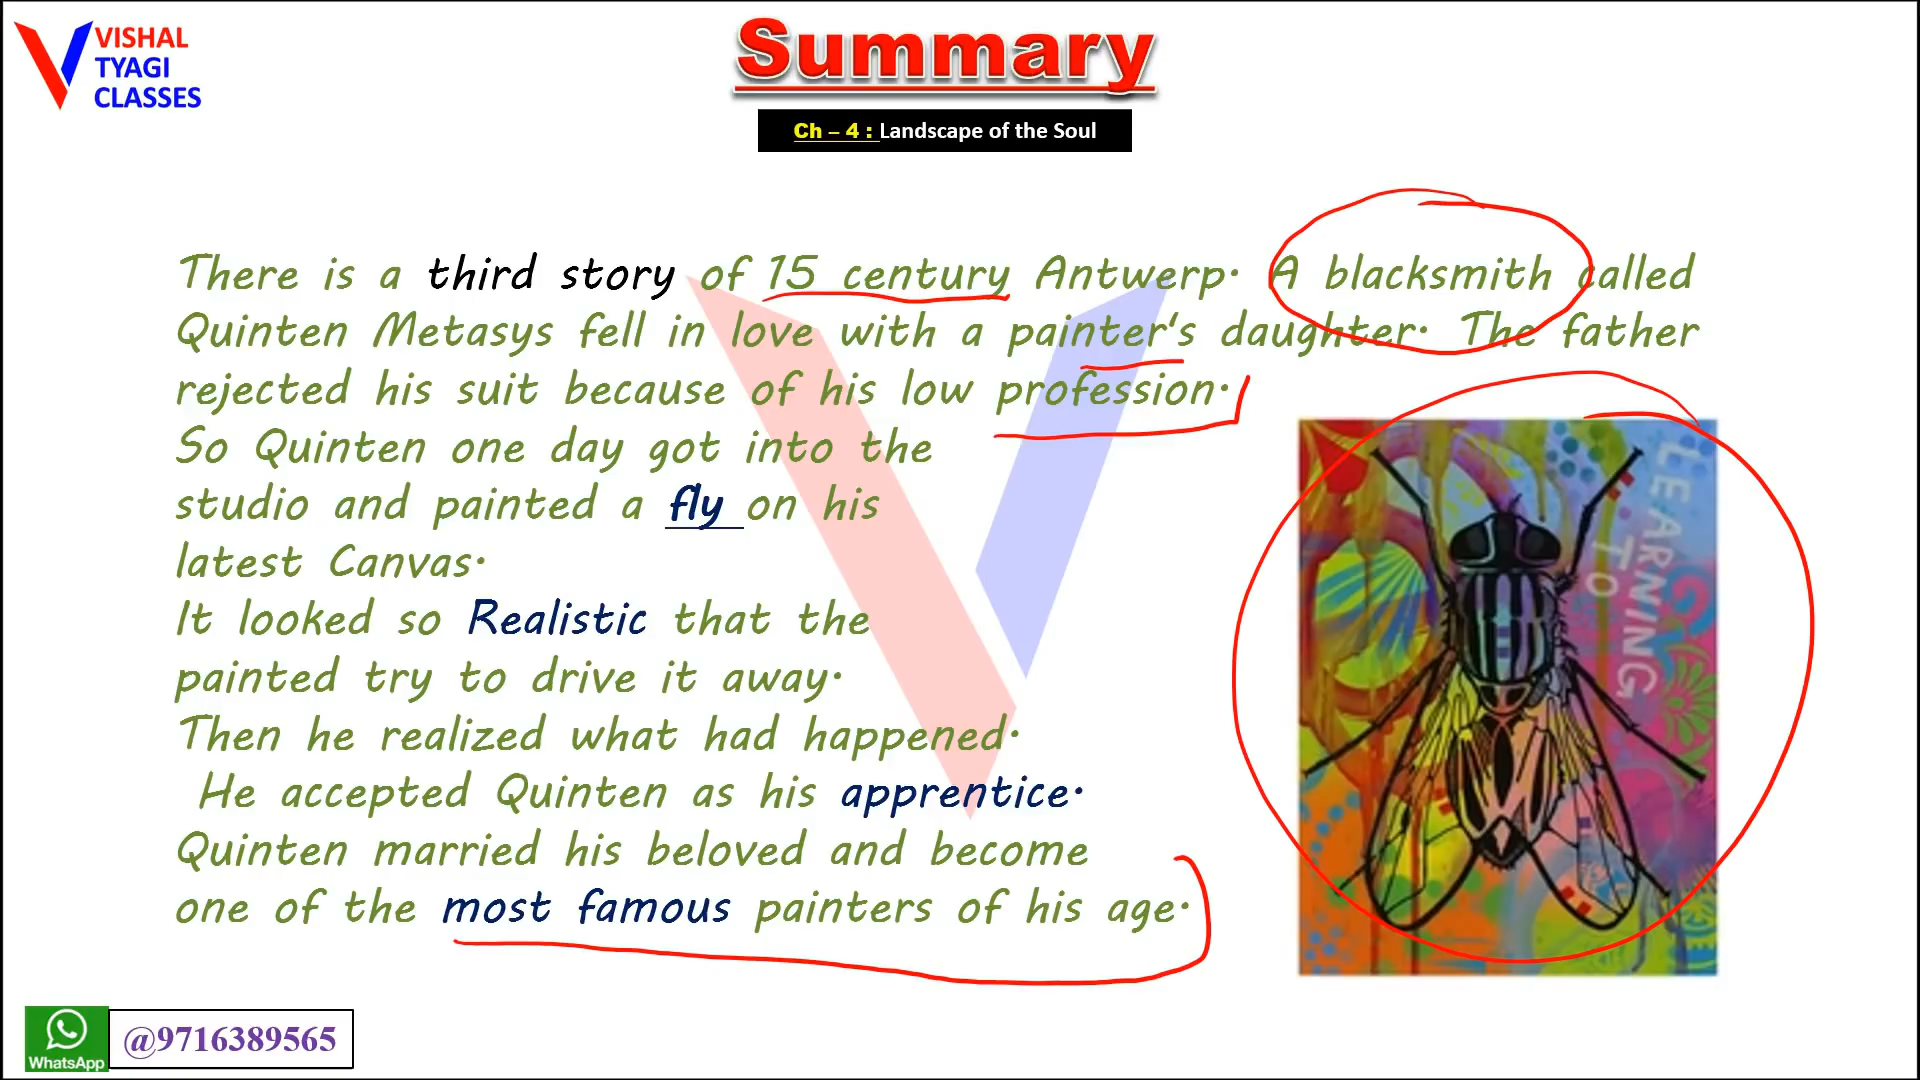 VISHAL
TYAGI
CLASSES
Summary
Ch – 4 : Landscape of the Soul
There is a third story of 15 century Antwerp. A blacksmith called
Quinten Metasys fell in love with a painter's daughter. The father
rejected his suit because of his low profession.
So Quinten one day got into the
studio and painted a fly on his
latest Canvas.
It looked so Realistic that the
painted try to drive it away.
Then he realized what had happened.
He accepted Quinten as his apprentice.
Quinten married his beloved and become
one of the most famous painters of his age.
LEARNING
TO
WhatsApp
@9716389565